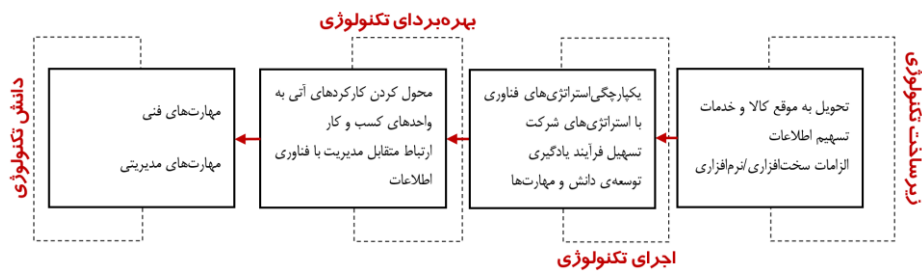 زیرساخت تکنولوژی
تحویل به موقع کالا و خدمات
تسهیم اطلاعات
الزامات سخت‌افزاری/نرم‌افزاری
اجرای تکنولوژی
یکپارچگی‌استراتژی‌های فناوری
با استراتژی‌های شرکت
تسهیل فرآیند یادگیری
توسعه‌ی دانش و مهارت‌ها
بهره‌بردای تکنولوژی
محول کردن کارکردهای آتی به
واحدهای کسب و کار
ارتباط متقابل مدیریت با فناوری
اطلاعات
دانش تکنولوژی
مهارت‌های فنی
مهارت‌های مدیریتی